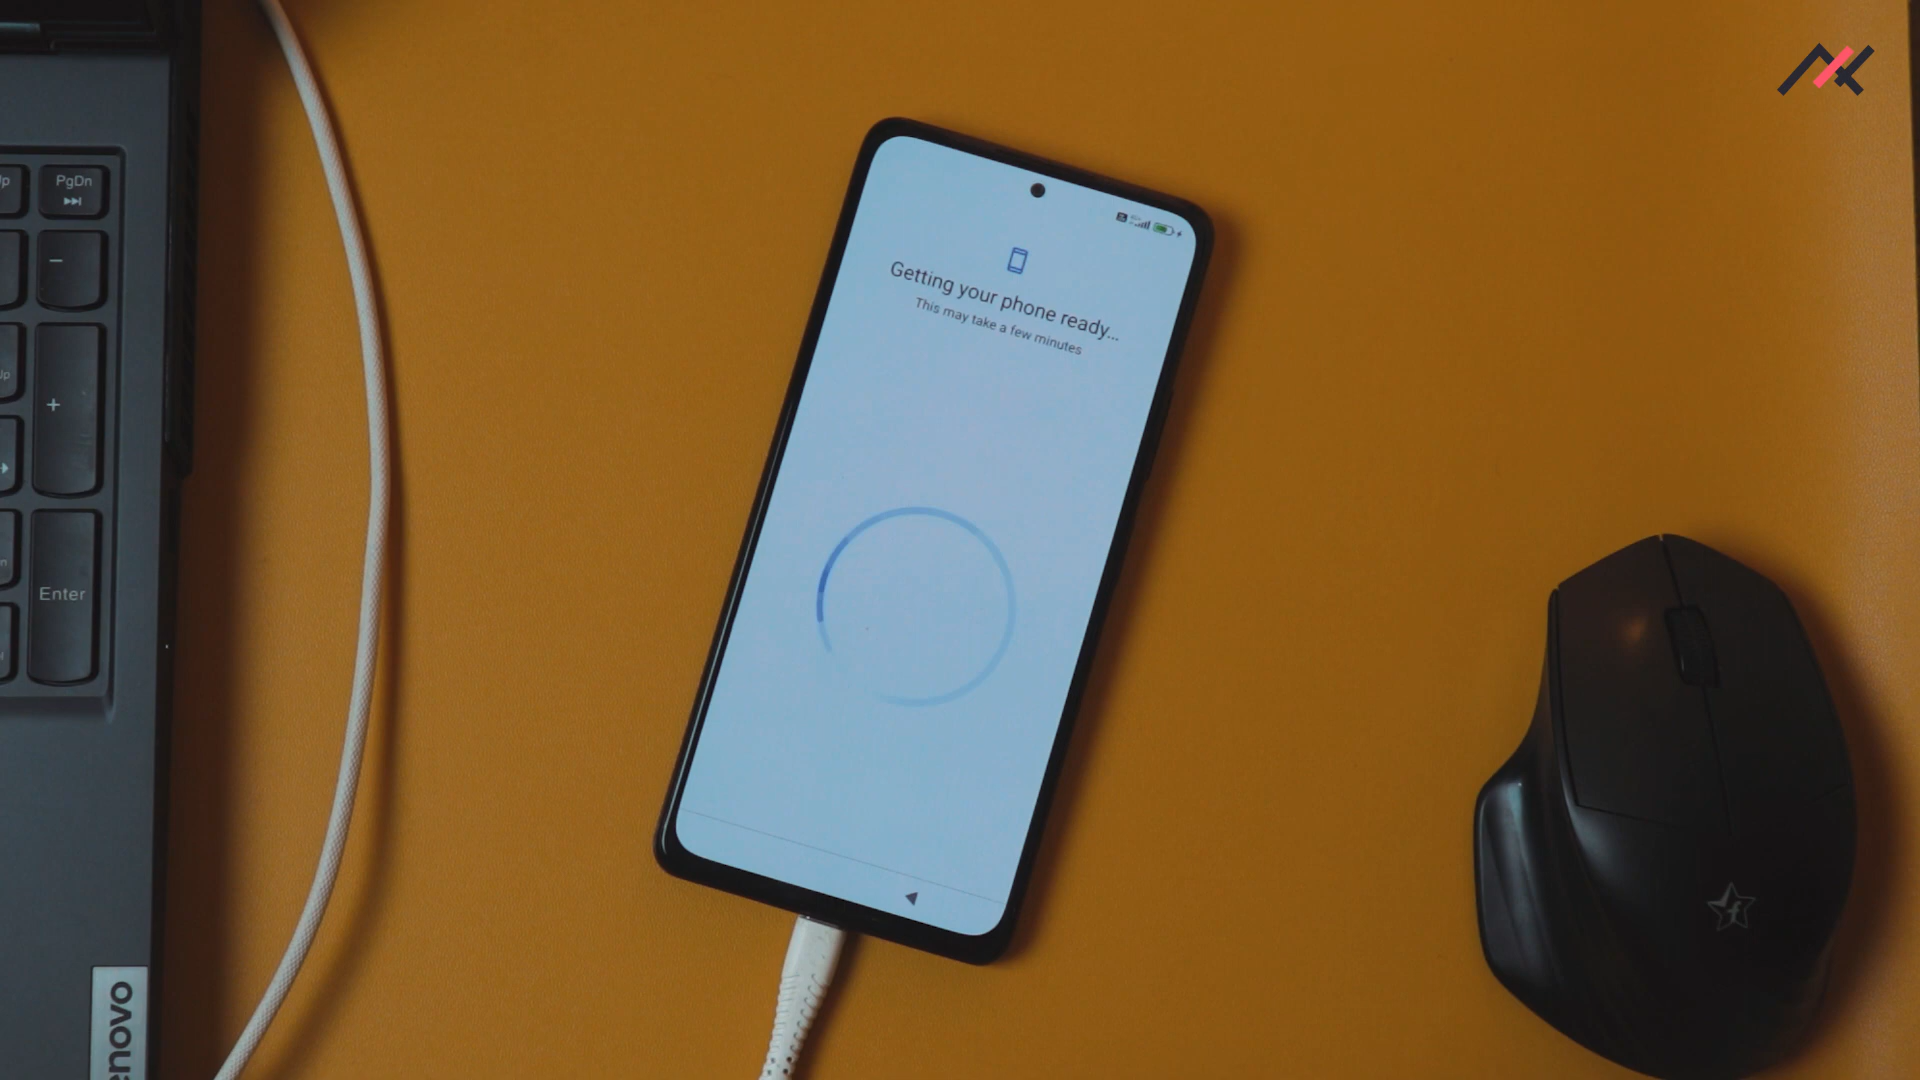 PgDn
−
+
Enter
Getting your phone ready...
This may take a few minutes
enovo